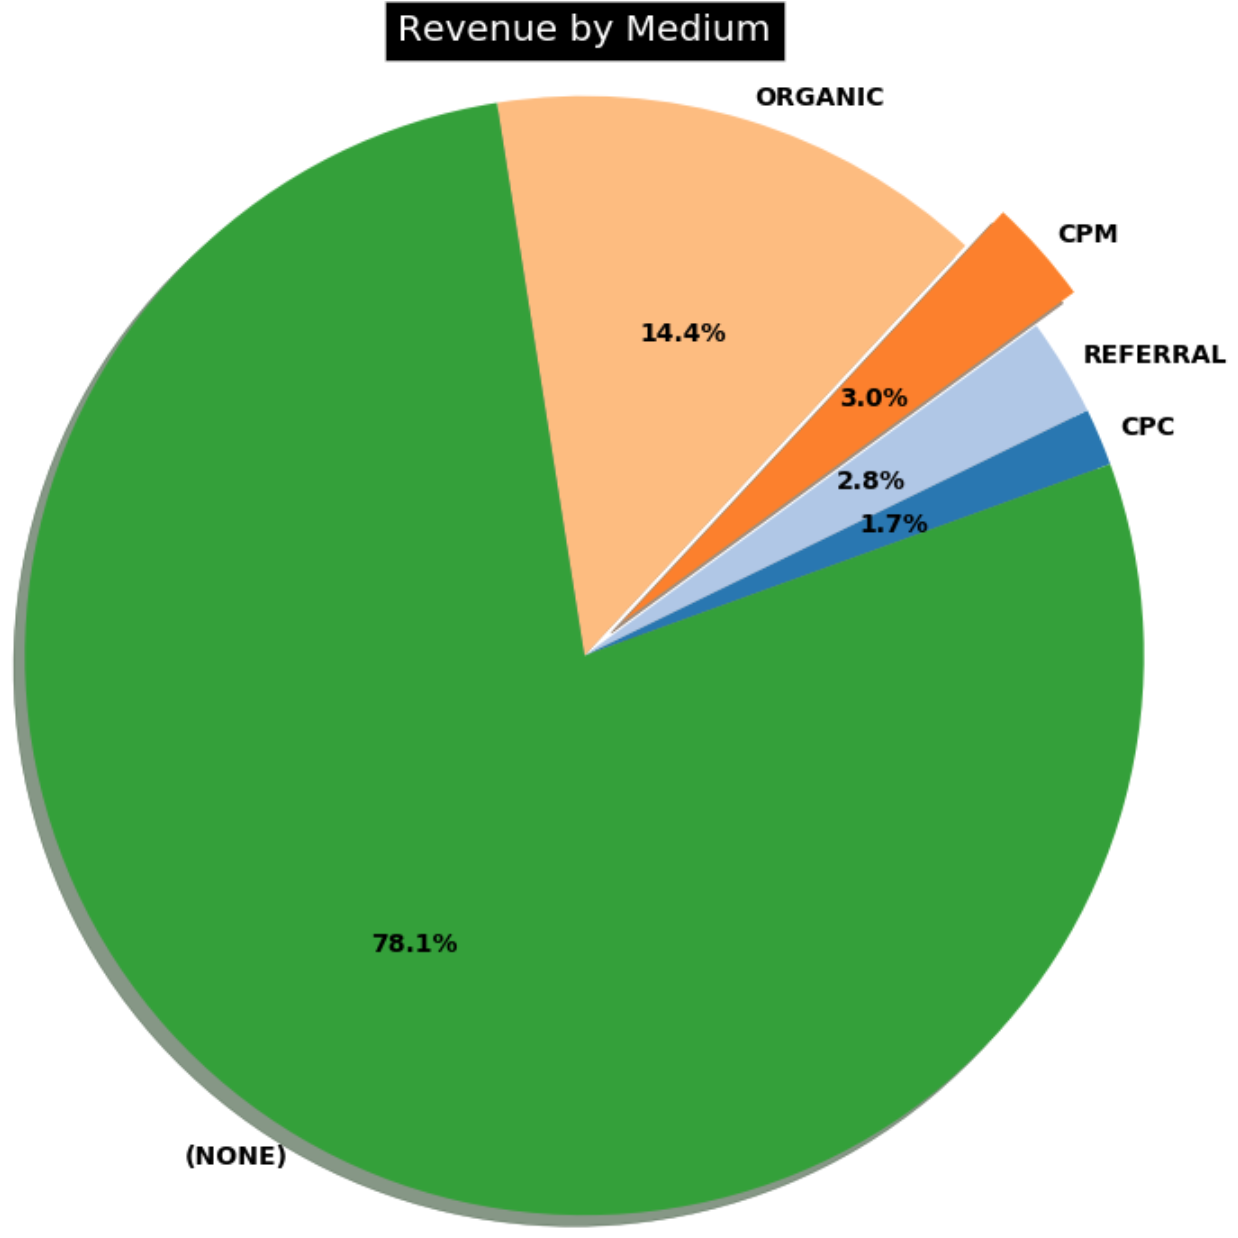 Revenue by Medium
ORGANIC
CPM
14.4%
REFERRAL
3.0%
CPC
2.8%
1.7%
78.1%
(NONE)